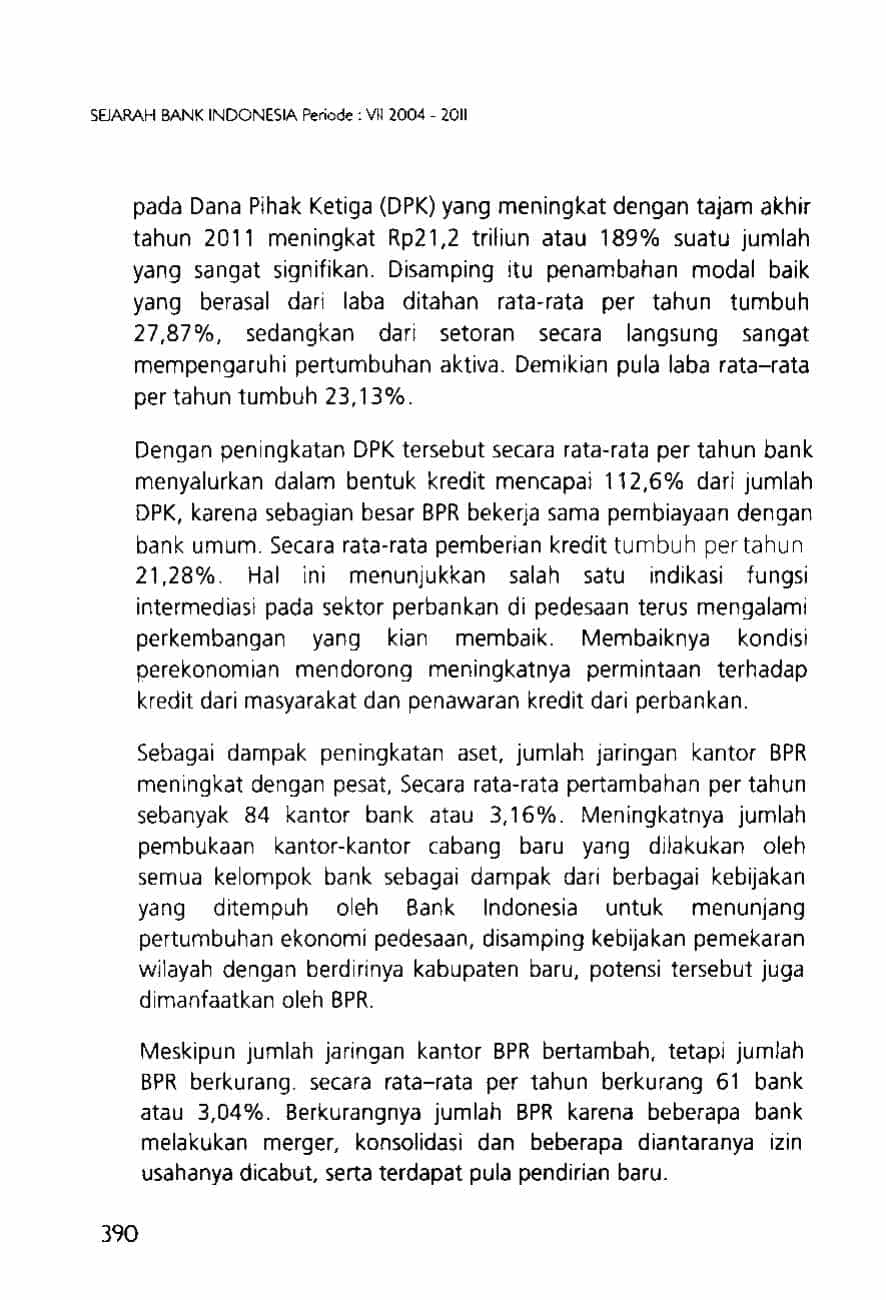 SEJARAH BANK INDONESIA Periode : VII 2004 - 2011
pada Dana Pihak Ketiga (DPK) yang meningkat dengan tajam akhir
tahun 2011 meningkat Rp21,2 triliun atau 189% suatu jumlah
yang sangat signifikan. Disamping itu penambahan modal baik
yang berasal dari laba ditahan rata-rata per tahun tumbuh
27,87%, sedangkan dari setoran secara langsung sangat
mempengaruhi pertumbuhan aktiva. Demikian pula laba rata–rata
per tahun tumbuh 23,13%.
Dengan peningkatan DPK tersebut secara rata-rata per tahun bank
menyalurkan dalam bentuk kredit mencapai 112,6% dari jumlah
DPK, karena sebagian besar BPR bekerja sama pembiayaan dengan
bank umum. Secara rata-rata pemberian kredit tumbuh per tahun
21,28%. Hal ini menunjukkan salah satu indikasi fungsi
intermediasi pada sektor perbankan di pedesaan terus mengalami
perkembangan yang kian membaik. Membaiknya kondisi
perekonomian mendorong meningkatnya permintaan terhadap
kredit dari masyarakat dan penawaran kredit dari perbankan.
Sebagai dampak peningkatan aset, jumlah jaringan kantor BPR
meningkat dengan pesat, Secara rata-rata pertambahan per tahun
sebanyak 84 kantor bank atau 3,16%. Meningkatnya jumlah
pembukaan kantor-kantor cabang baru yang dilakukan oleh
semua kelompok bank sebagai dampak dari berbagai kebijakan
yang ditempuh oleh Bank Indonesia untuk menunjang
pertumbuhan ekonomi pedesaan, disamping kebijakan pemekaran
wilayah dengan berdirinya kabupaten baru, potensi tersebut juga
dimanfaatkan oleh BPR.
Meskipun jumlah jaringan kantor BPR bertambah, tetapi jumlah
BPR berkurang. secara rata–rata per tahun berkurang 61 bank
atau 3,04%. Berkurangnya jumlah BPR karena beberapa bank
melakukan merger, konsolidasi dan beberapa diantaranya izin
usahanya dicabut, serta terdapat pula pendirian baru.
390